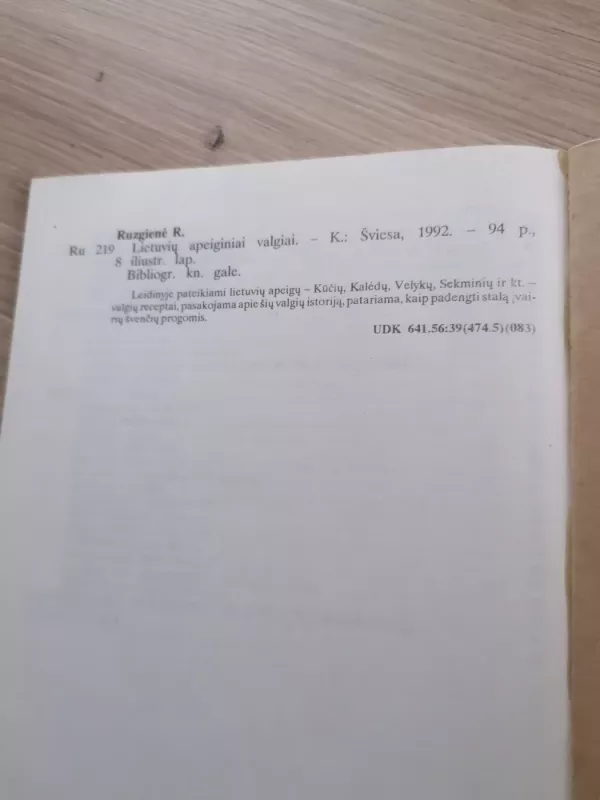 Ruzgienė R.
Ru 219 Lietuvių apeiginiai valgiai. – K.: Šviesa, 1992. – 94 p.,
8 iliustr. lap.
Bibliogr. kn. gale.
Leidinyje pateikiami lietuvių apeigų – Kūčių, Kalėdų, Velykų, Sekminių ir kt. –
valgių receptai, pasakojama apie šių valgių istoriją, patariama, kaip padengti stalą įvai-
rių švenčių progomis.
UDK 641.56:39(474.5)(083)